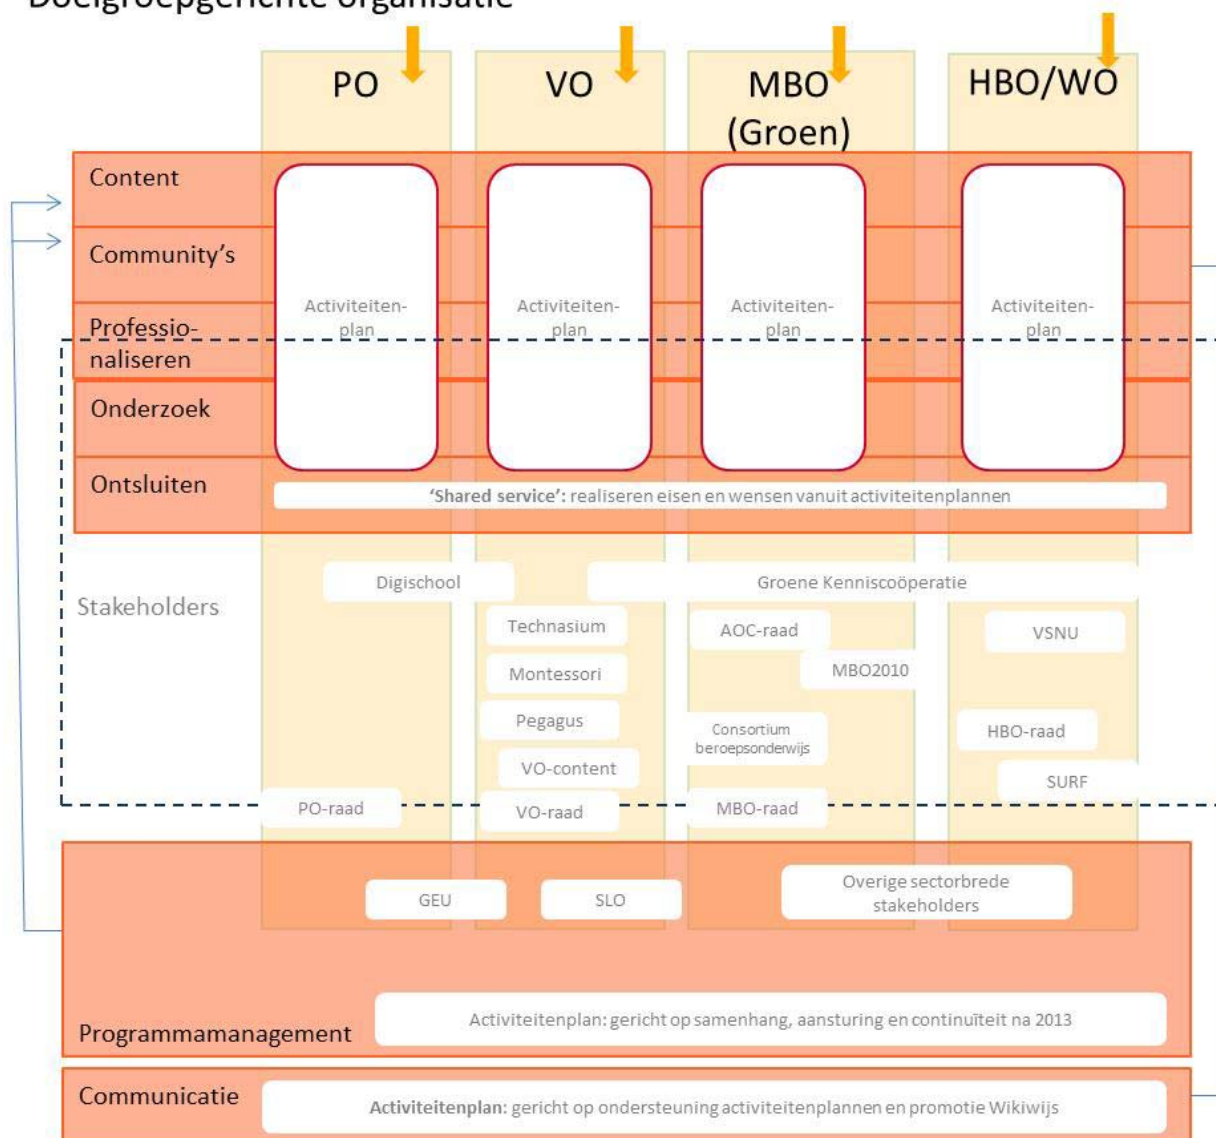 Doelgroepgerichte organisatie
PO
VO
MBO
(Groen)
HBO/WO
Content
Community's
Professio-
naliseren
Onderzoek
Ontsluiten
Activiteiten-
plan
Activiteiten-
plan
Activiteiten-
plan
Activiteiten-
plan
'Shared service': realiseren eisen en wensen vanuit activiteitenplannen
Stakeholders
Digischool
Groene Kenniscoöperatie
Technasium
AOC-raad
VSNU
Montessori
MBO2010
Pegagus
Consortium
beroepsonderwijs
HBO-raad
VO-content
SURF
PO-raad
VO-raad
MBO-raad
GEU
SLO
Overige sectorbrede
stakeholders
Programmamanagement
Activiteitenplan: gericht op samenhang, aansturing en continuïteit na 2013
Communicatie
Activiteitenplan: gericht op ondersteuning activiteitenplannen en promotie Wikiwijs